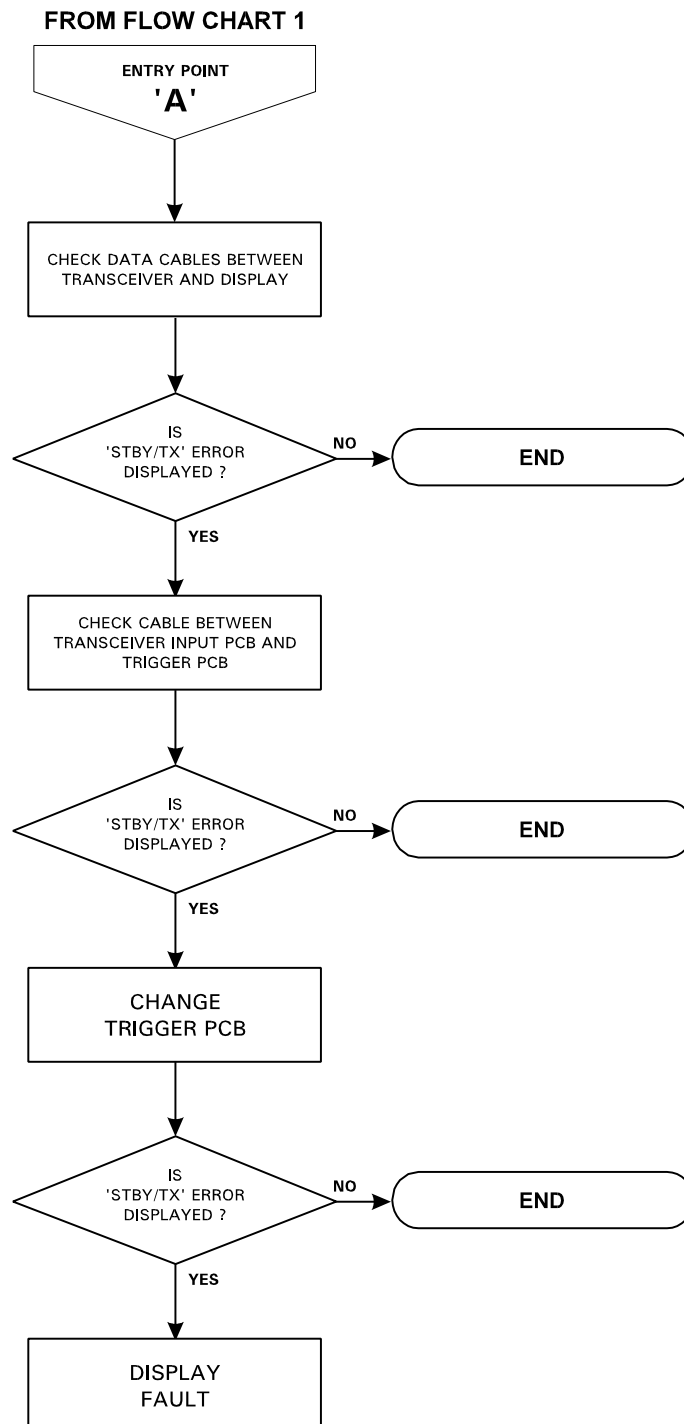 FROM FLOW CHART 1
ENTRY POINT
'A'
CHECK DATA CABLES BETWEEN
TRANSCEIVER AND DISPLAY
IS
'STBY/TX' ERROR
DISPLAYED ?
NO
END
YES
CHECK CABLE BETWEEN
TRANSCEIVER INPUT PCB AND
TRIGGER PCB
IS
'STBY/TX' ERROR
DISPLAYED ?
NO
END
YES
CHANGE
TRIGGER PCB
IS
'STBY/TX' ERROR
DISPLAYED ?
NO
END
YES
DISPLAY
FAULT